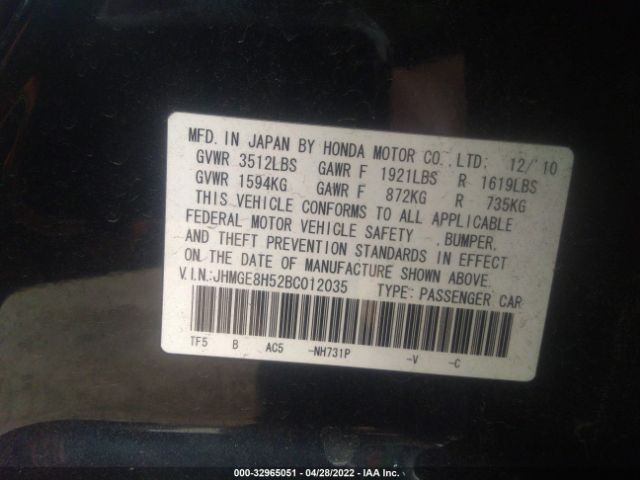 MFD. IN JAPAN BY HONDA MOTOR CO.,LTD: 12/'10
GVWR 3512LBS GAWR F 1921LBS R 1619LBS
GVWR 1594KG GAWR F 872KG R 735KG
THIS VEHICLE CONFORMS TO ALL APPLICABLE
FEDERAL MOTOR VEHICLE SAFETY ,BUMPER,
AND THEFT PREVENTION STANDARDS IN EFFECT
ON THE DATE OF MANUFACTURE SHOWN ABOVE.
V.IN:JHMGE8H52BC012035 TYPE: PASSENGER CAR
TF5 B AC5 -NH731P -V -C
000-32965051 - 04/28/2022 - IAA Inc.